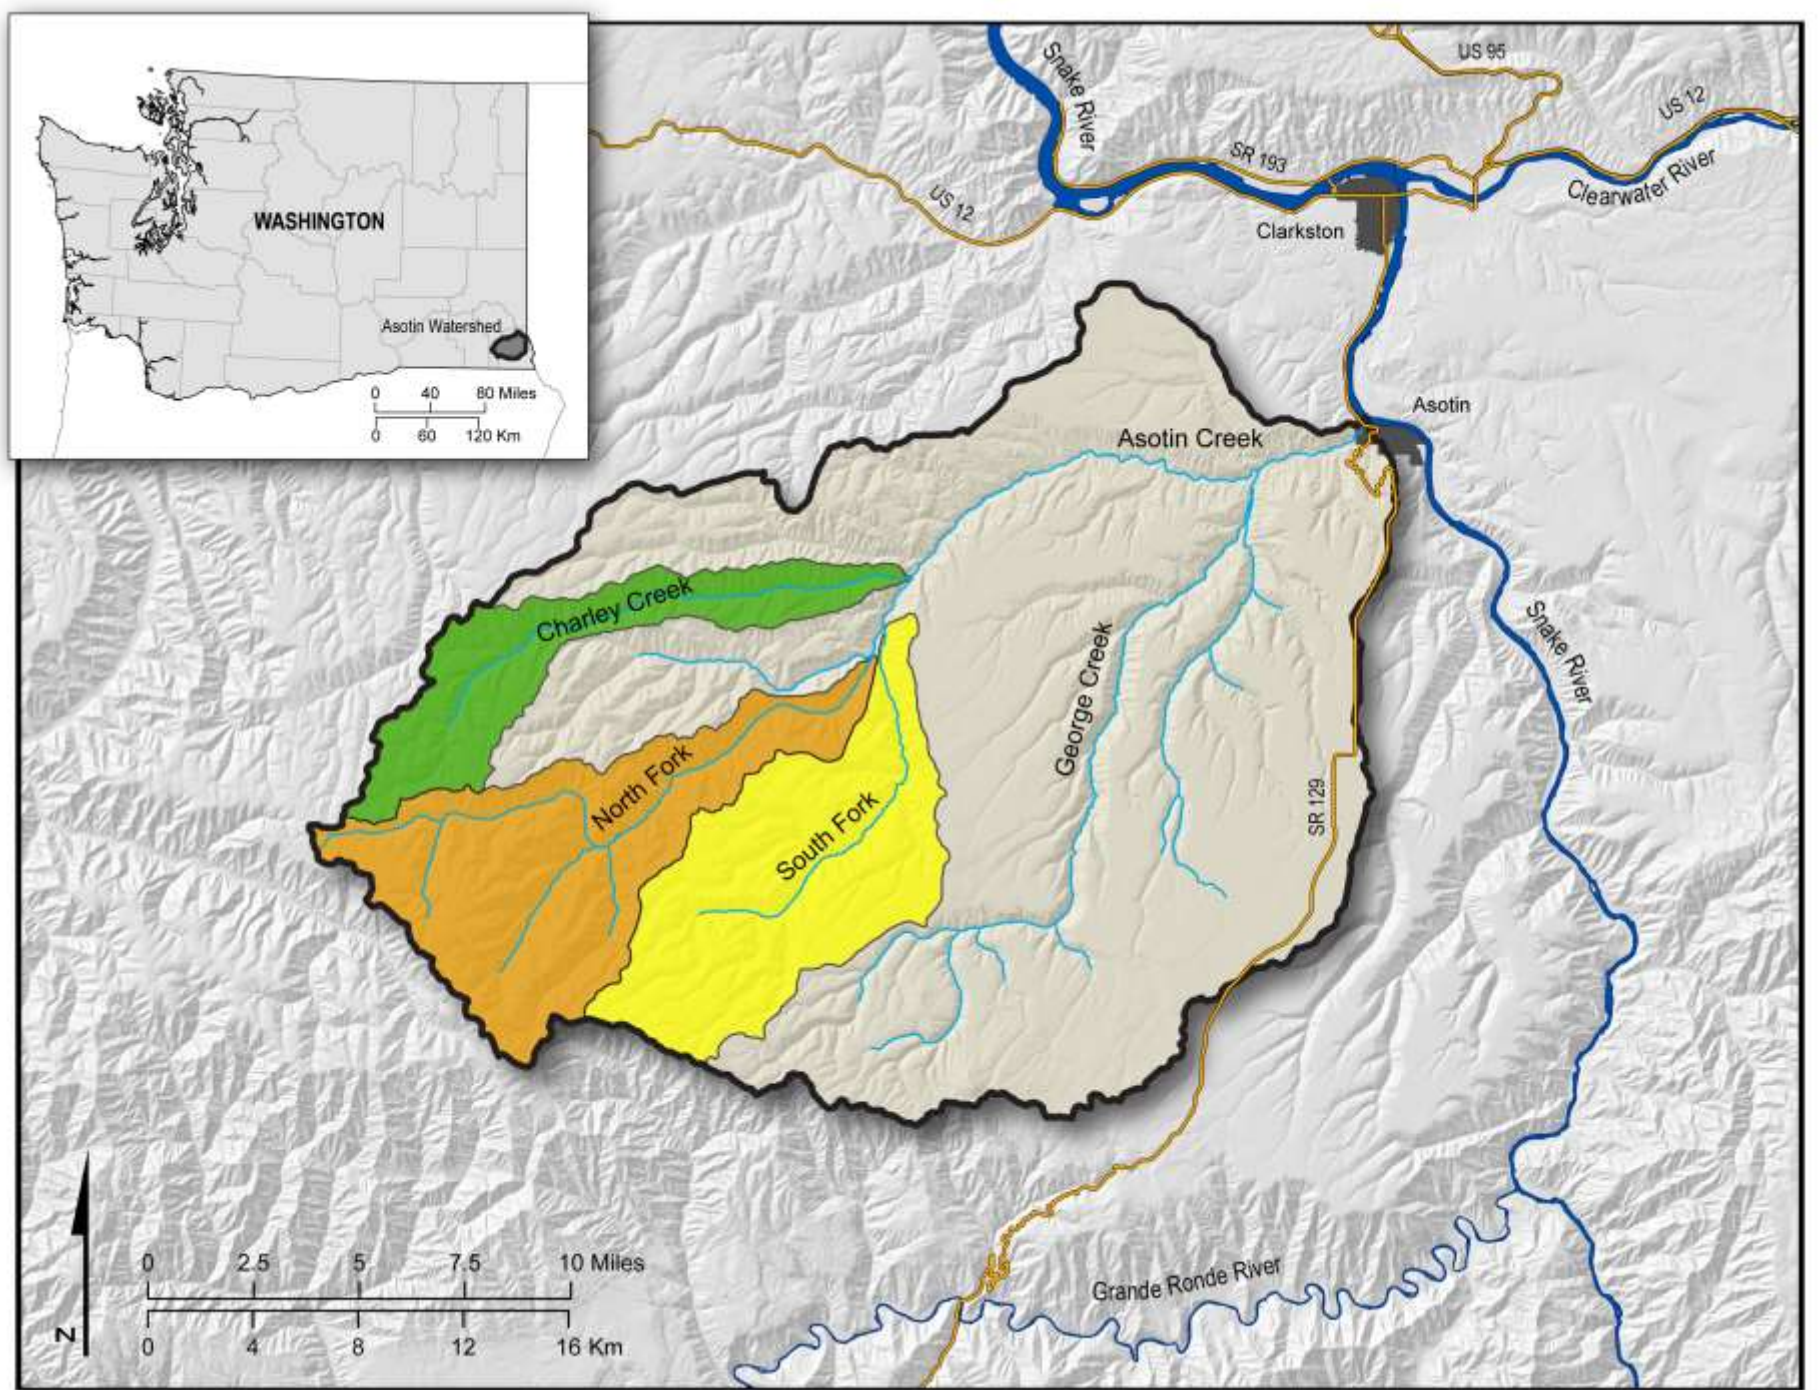 WASHINGTON
Asotin Watershed
0 40 80 Miles
0 60 120 Km
Snake River
US 95
US 12
SR 193
Clearwater River
US 12
Clarkston
Asotin
Asotin Creek
Charley Creek
Snake River
George Creek
North Fork
South Fork
SR 129
Grande Ronde River
0 2.5 5 7.5 10 Miles
0 4 8 12 16 Km
N